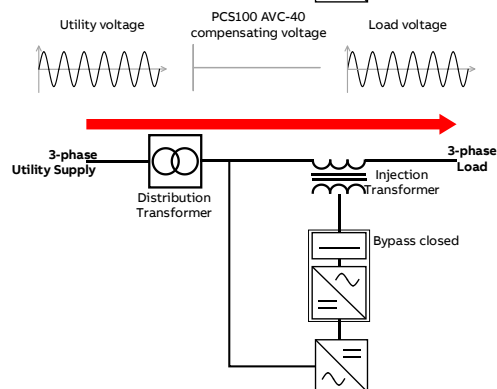 Utility voltage
PCS100 AVC-40
compensating voltage
Load voltage
3-phase
Utility Supply
3-phase
Load
Distribution
Transformer
Injection
Transformer
Bypass closed